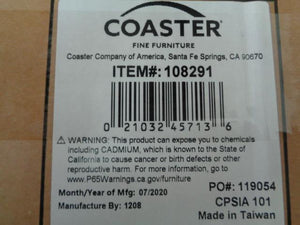 COASTER
FINE FURNITURE
Coaster Company of America, Santa Fe Springs, CA 90670
ITEM#: 108291
0 21032 45713 6
⚠ WARNING: This product can expose you to chemicals
including CADMIUM, which is known to the State of
California to cause cancer or birth defects or other
reproductive harm. For more information go to
www.P65Warnings.ca.gov/furniture
Month/Year of Mfg: 07/2020
PO#: 119054
Manufacture By: 1208
CPSIA 101
Made in Taiwan